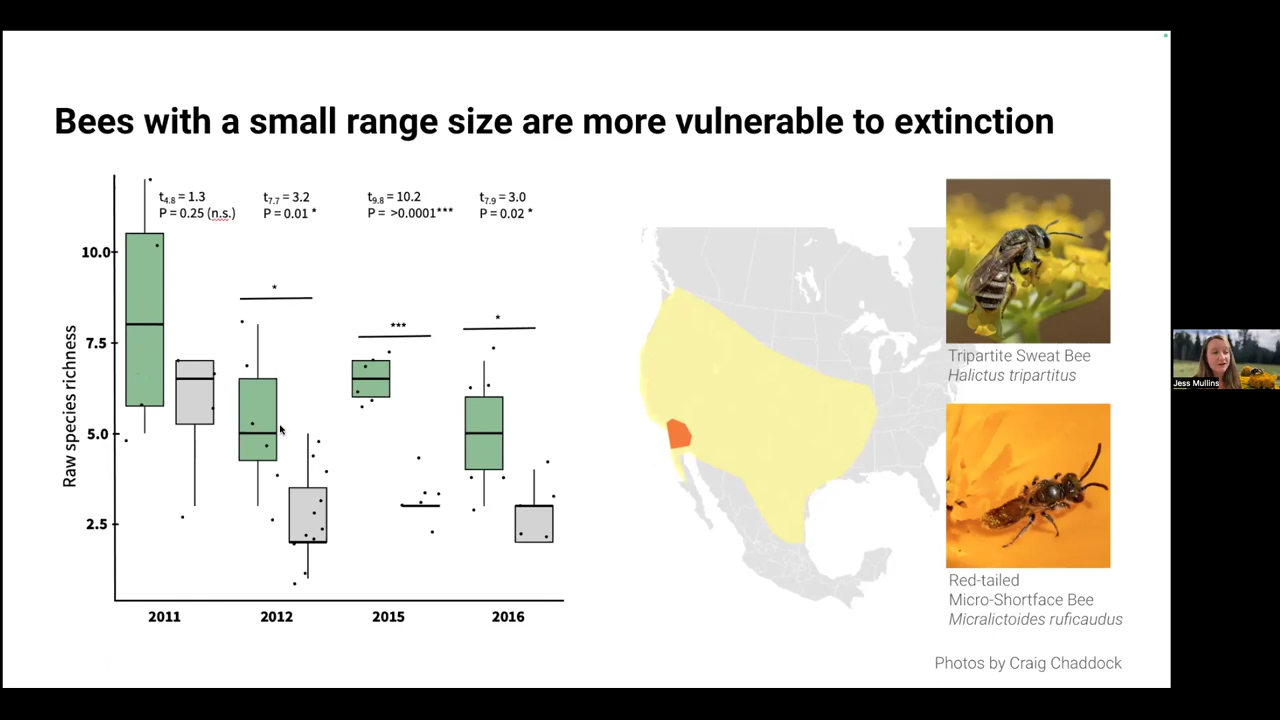 Bees with a small range size are more vulnerable to extinction
t4.8 = 1.3
P = 0.25 (n.s.)
t7.7 = 3.2
P = 0.01 *
t9.8 = 10.2
P = >0.0001***
t7.9 = 3.0
P = 0.02 *
Raw species richness
10.0
7.5
5.0
2.5
*
***
*
2011
2012
2015
2016
Tripartite Sweat Bee
Halictus tripartitus
Red-tailed
Micro-Shortface Bee
Micralictoides ruficaudus
Photos by Craig Chaddock
Jess Mullins